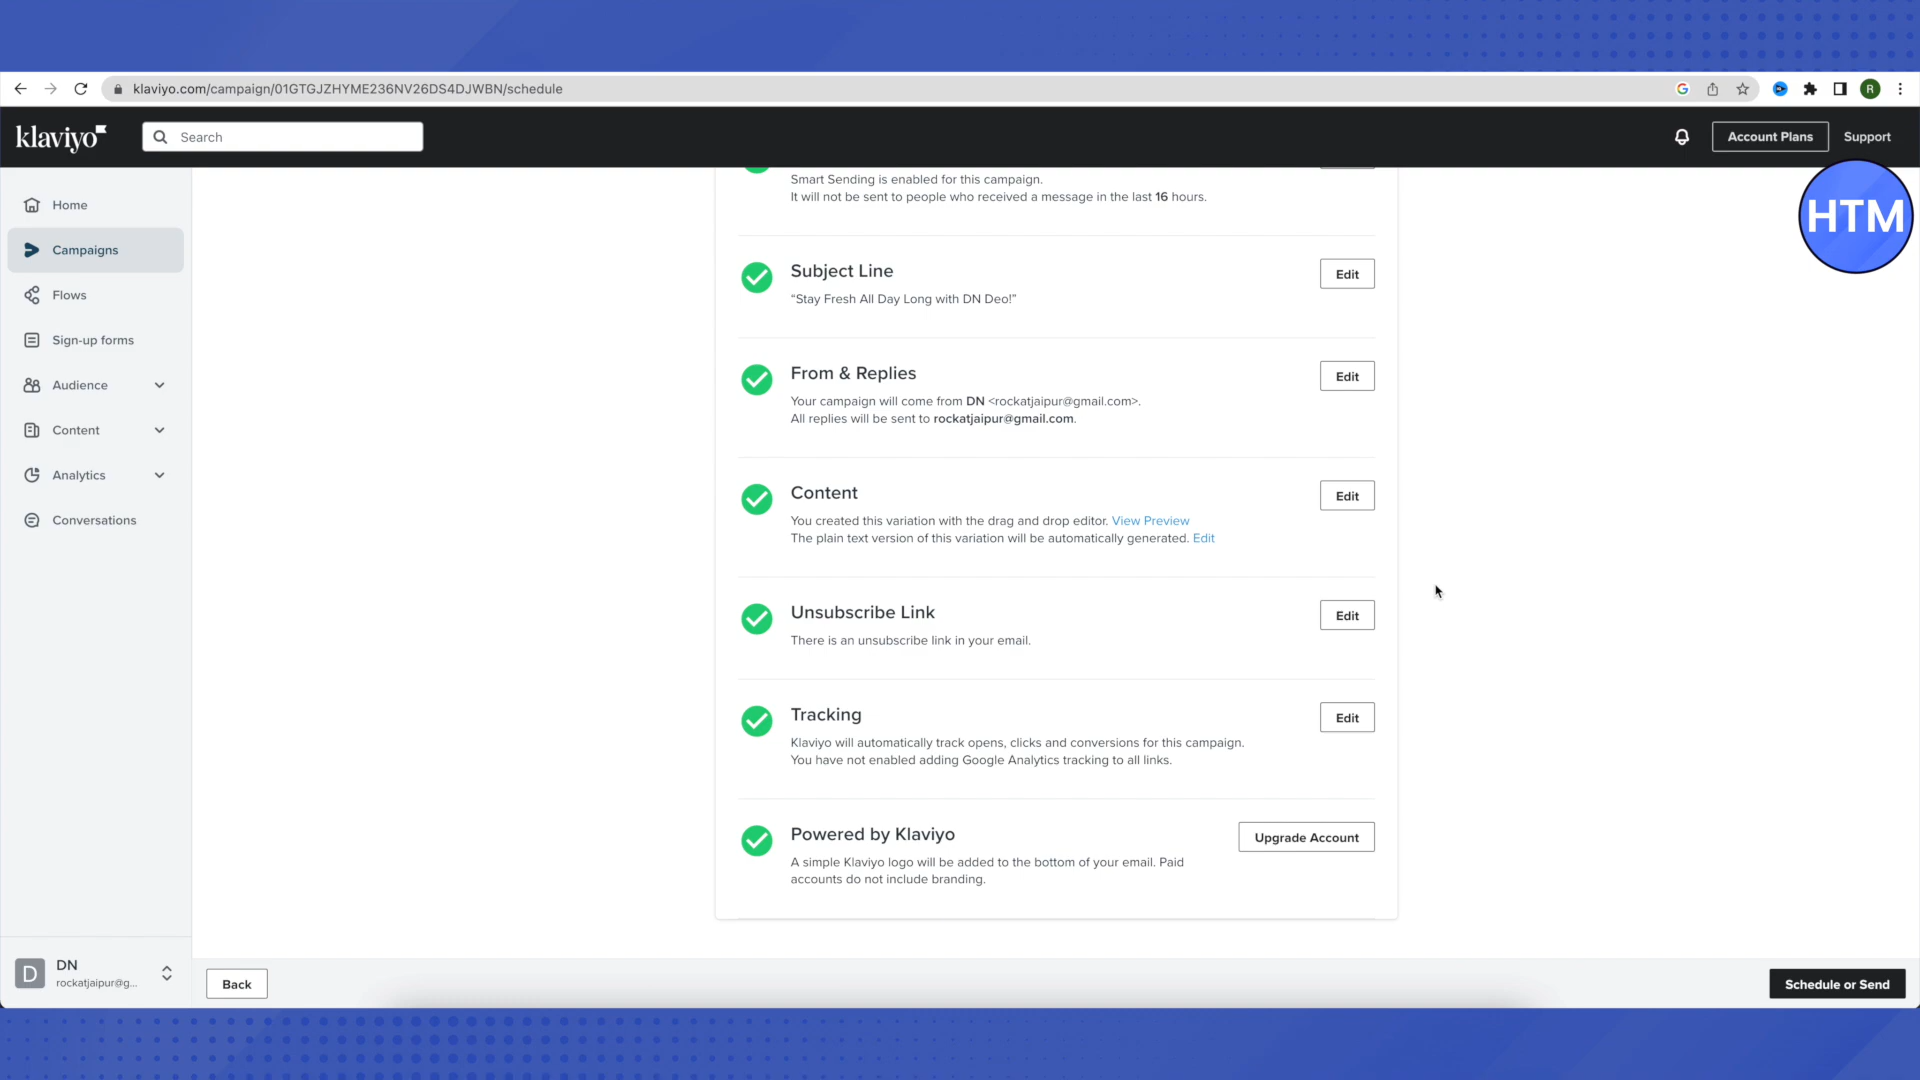 klaviyo.com/campaign/01GTGJZHYME236NV26DS4DJWBN/schedule
G
R
klaviyo
Search
Account Plans
Support
HTM
Home
Campaigns
Flows
Sign-up forms
Audience
Content
Analytics
Conversations
Smart Sending is enabled for this campaign.
It will not be sent to people who received a message in the last 16 hours.
Subject Line
Edit
“Stay Fresh All Day Long with DN Deo!”
From & Replies
Edit
Your campaign will come from DN <rockatjaipur@gmail.com>.
All replies will be sent to rockatjaipur@gmail.com.
Content
Edit
You created this variation with the drag and drop editor. View Preview
The plain text version of this variation will be automatically generated. Edit
Unsubscribe Link
Edit
There is an unsubscribe link in your email.
Tracking
Edit
Klaviyo will automatically track opens, clicks and conversions for this campaign.
You have not enabled adding Google Analytics tracking to all links.
Powered by Klaviyo
Upgrade Account
A simple Klaviyo logo will be added to the bottom of your email. Paid
accounts do not include branding.
D
DN
rockatjaipur@g...
Back
Schedule or Send